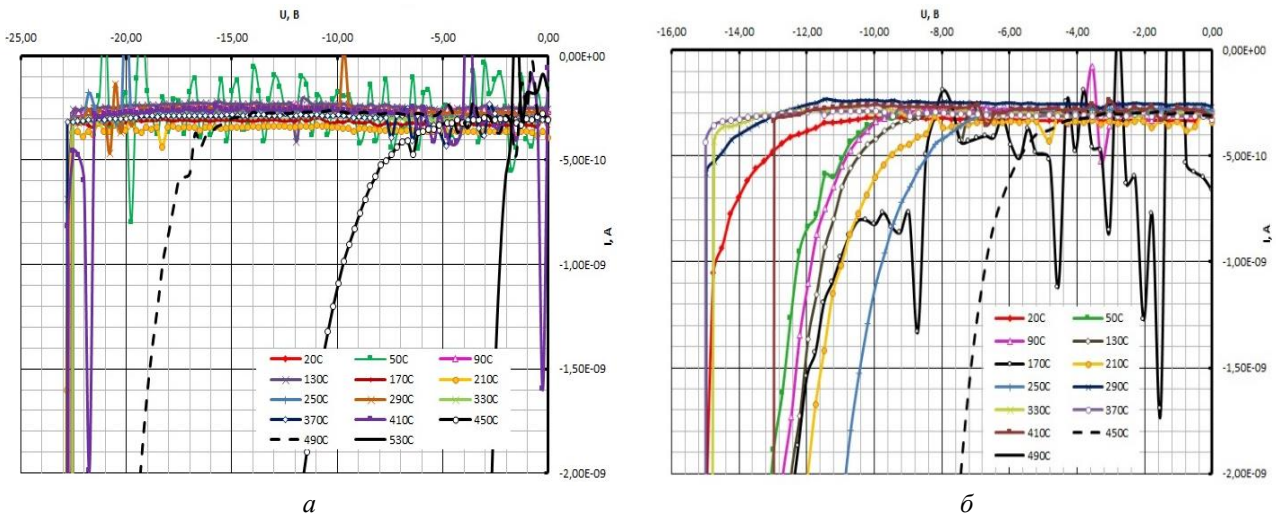 U, В
-25,00 -20,00 -15,00 -10,00 -5,00 0,00
0,00E+00
-5,00E-10
I, А
-1,00E-09
-1,50E-09
-2,00E-09
20C 50C 90C
130C 170C 210C
250C 290C 330C
370C 410C 450C
490C 530C
а
U, В
-16,00 -14,00 -12,00 -10,00 -8,00 -6,00 -4,00 -2,00 0,00
0,00E+00
-5,00E-10
I, А
-1,00E-09
-1,50E-09
-2,00E-09
20C 50C
90C 130C
170C 210C
250C 290C
330C 370C
410C 450C
490C
б